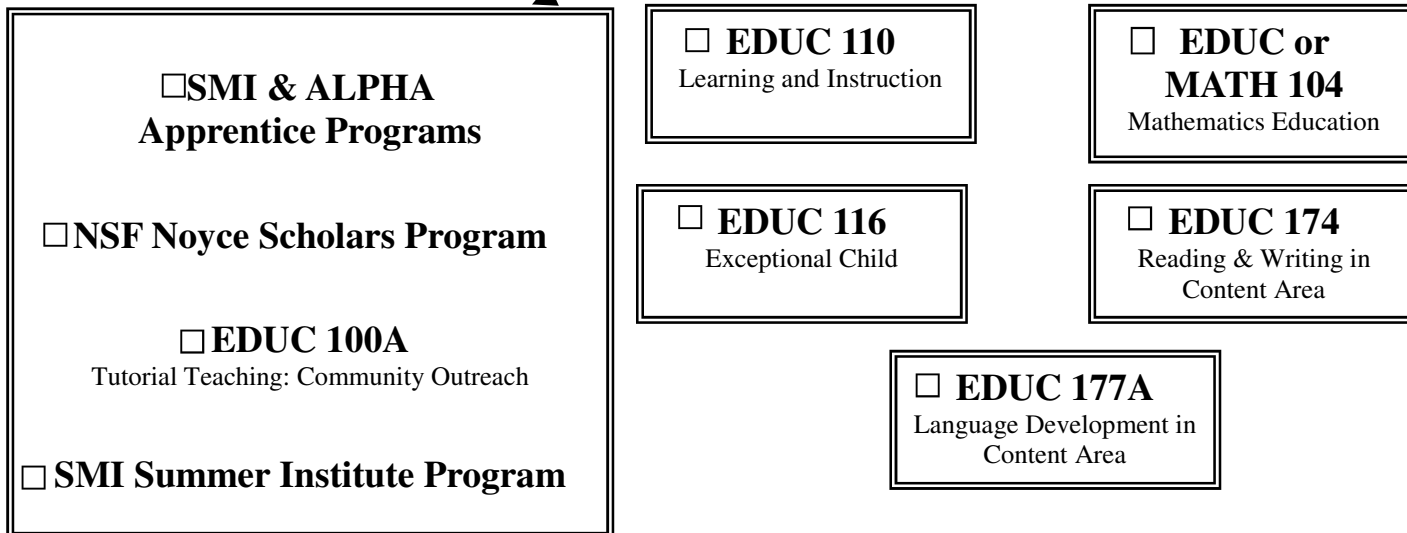 ☐SMI & ALPHA
Apprentice Programs
☐NSF Noyce Scholars Program
☐EDUC 100A
Tutorial Teaching: Community Outreach
☐ SMI Summer Institute Program
☐ EDUC 110
Learning and Instruction
☐ EDUC or
MATH 104
Mathematics Education
☐ EDUC 116
Exceptional Child
☐ EDUC 174
Reading & Writing in
Content Area
☐ EDUC 177A
Language Development in
Content Area